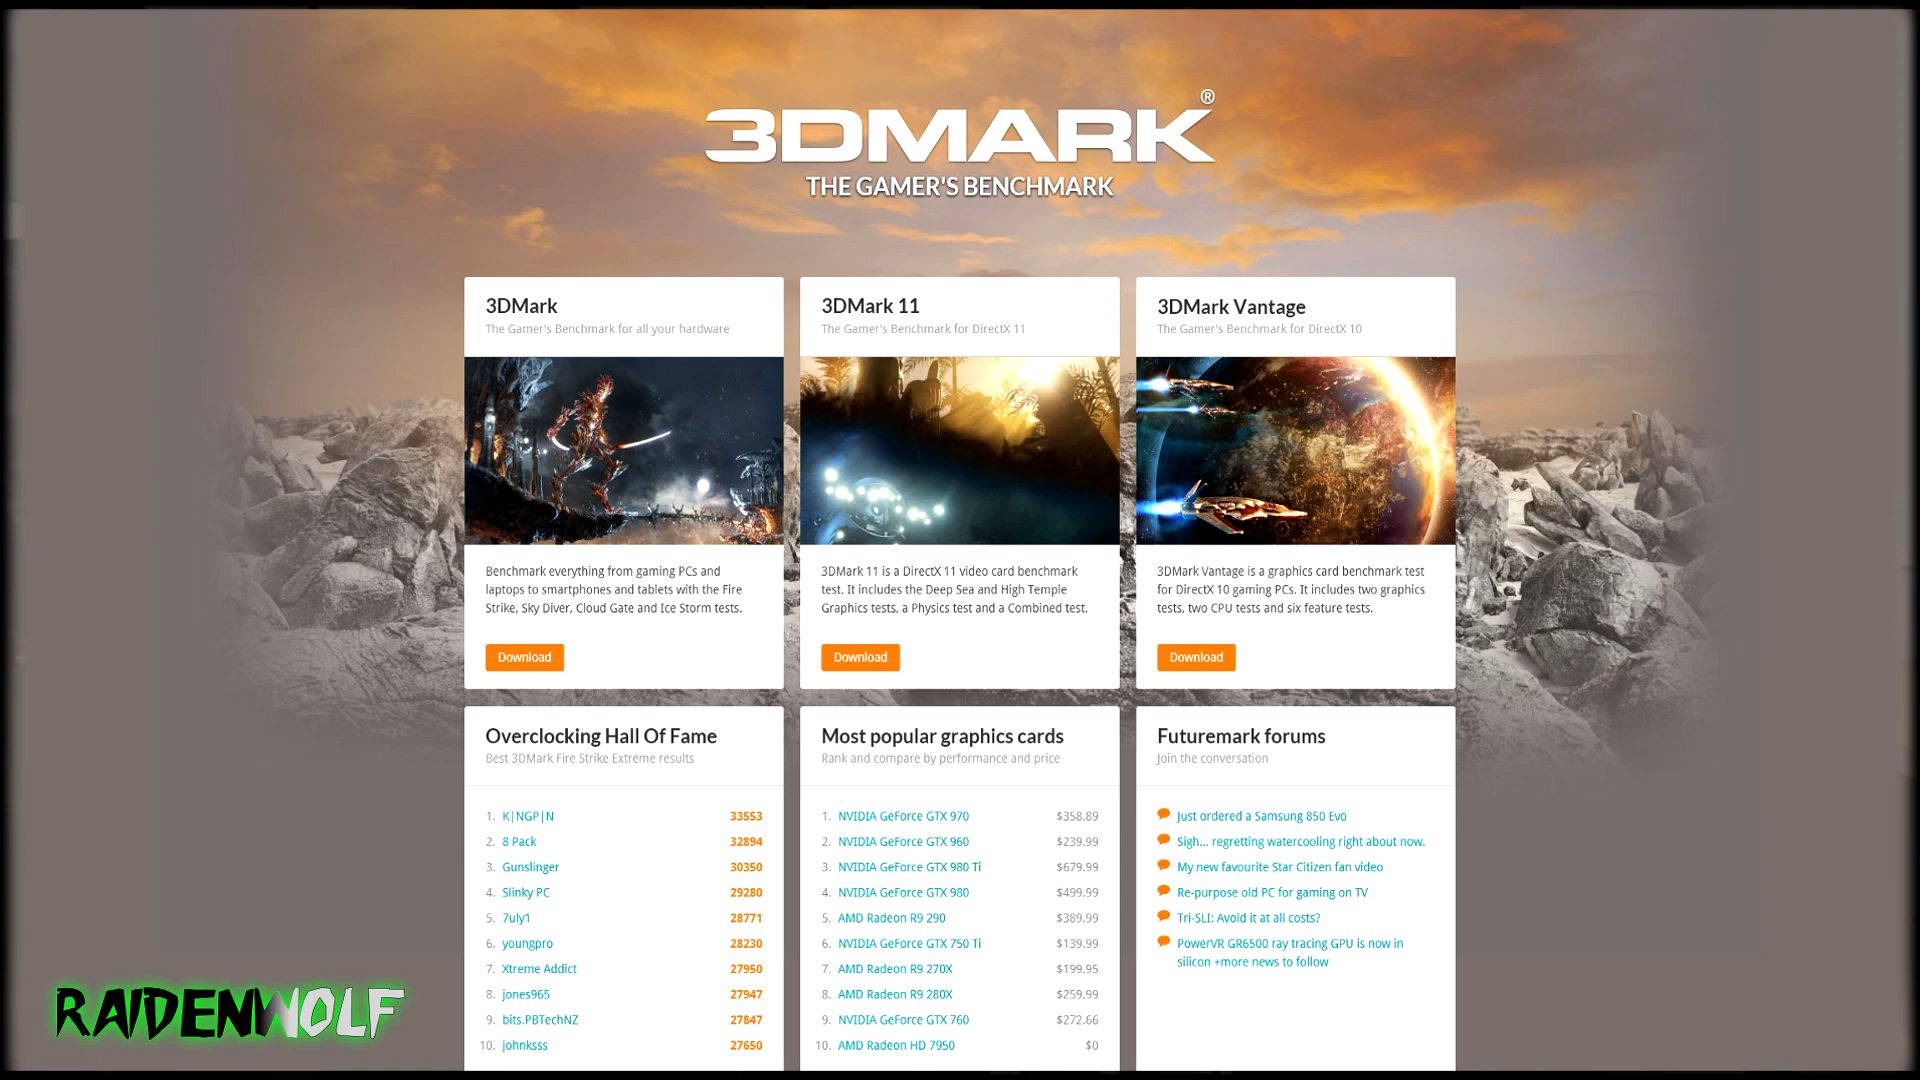 3DMARK®
THE GAMER'S BENCHMARK
3DMark
The Gamer's Benchmark for all your hardware
Benchmark everything from gaming PCs and
laptops to smartphones and tablets with the Fire
Strike, Sky Diver, Cloud Gate and Ice Storm tests.
Download
3DMark 11
The Gamer's Benchmark for DirectX 11
3DMark 11 is a DirectX 11 video card benchmark
test. It includes the Deep Sea and High Temple
Graphics tests, a Physics test and a Combined test.
Download
3DMark Vantage
The Gamer's Benchmark for DirectX 10
3DMark Vantage is a graphics card benchmark test
for DirectX 10 gaming PCs. It includes two graphics
tests, two CPU tests and six feature tests.
Download
Overclocking Hall Of Fame
Best 3DMark Fire Strike Extreme results
1. K|NGP|N 33553
2. 8 Pack 32894
3. Gunslinger 30350
4. Slinky PC 29280
5. 7uly1 28771
6. youngpro 28230
7. Xtreme Addict 27950
8. jones965 27947
9. bits.PBTechNZ 27847
10. johnksss 27650
Most popular graphics cards
Rank and compare by performance and price
1. NVIDIA GeForce GTX 970 $358.89
2. NVIDIA GeForce GTX 960 $239.99
3. NVIDIA GeForce GTX 980 Ti $679.99
4. NVIDIA GeForce GTX 980 $499.99
5. AMD Radeon R9 290 $389.99
6. NVIDIA GeForce GTX 750 Ti $139.99
7. AMD Radeon R9 270X $199.95
8. AMD Radeon R9 280X $259.99
9. NVIDIA GeForce GTX 760 $272.66
10. AMD Radeon HD 7950 $0
Futuremark forums
Join the conversation
Just ordered a Samsung 850 Evo
Sigh... regretting watercooling right about now.
My new favourite Star Citizen fan video
Re-purpose old PC for gaming on TV
Tri-SLI: Avoid it at all costs?
PowerVR GR6500 ray tracing GPU is now in
silicon +more news to follow
RAIDENWOLF